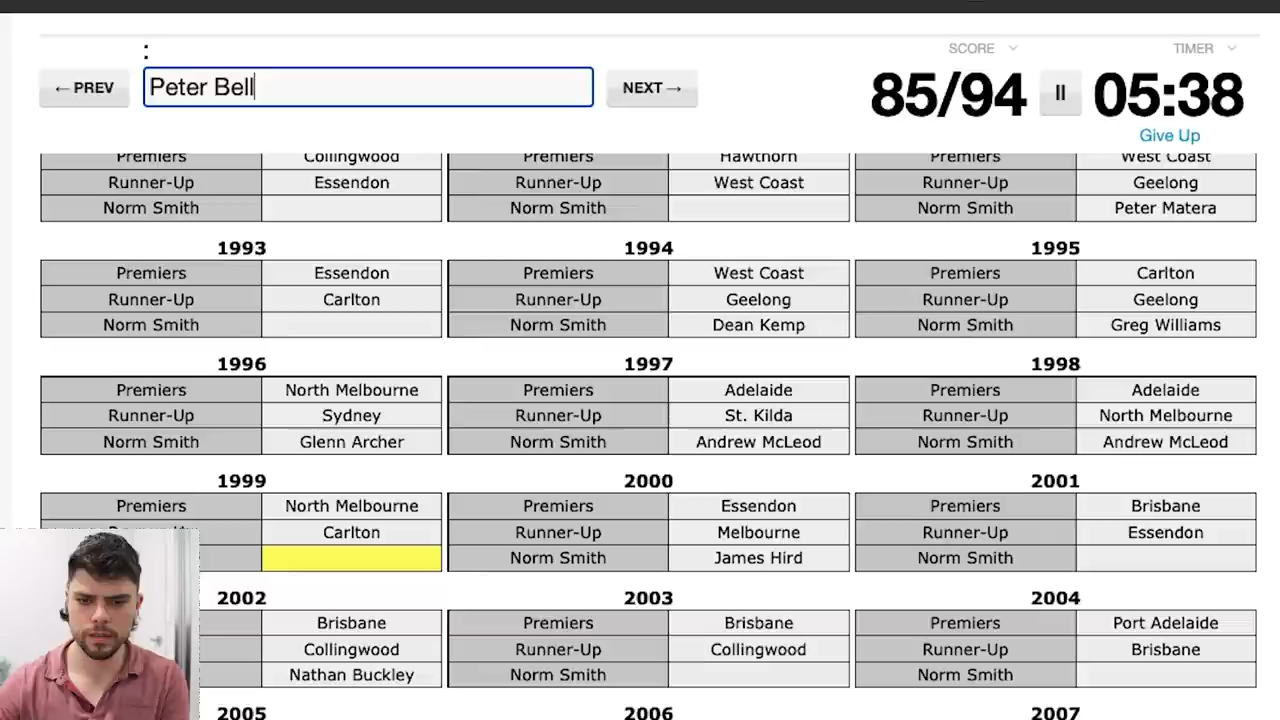 SCORE TIMER
:
← PREV Peter Bell NEXT → 85/94 05:38
Give Up
Premiers Collingwood Premiers Hawthorn Premiers West Coast
Runner-Up Essendon Runner-Up West Coast Runner-Up Geelong
Norm Smith Norm Smith Norm Smith Peter Matera
1993 1994 1995
Premiers Essendon Premiers West Coast Premiers Carlton
Runner-Up Carlton Runner-Up Geelong Runner-Up Geelong
Norm Smith Norm Smith Dean Kemp Norm Smith Greg Williams
1996 1997 1998
Premiers North Melbourne Premiers Adelaide Premiers Adelaide
Runner-Up Sydney Runner-Up St. Kilda Runner-Up North Melbourne
Norm Smith Glenn Archer Norm Smith Andrew McLeod Norm Smith Andrew McLeod
1999 2000 2001
Premiers North Melbourne Premiers Essendon Premiers Brisbane
Carlton Runner-Up Melbourne Runner-Up Essendon
Norm Smith James Hird Norm Smith
2002 2003 2004
Brisbane Premiers Brisbane Premiers Port Adelaide
Collingwood Runner-Up Collingwood Runner-Up Brisbane
Nathan Buckley Norm Smith Norm Smith
2005 2006 2007